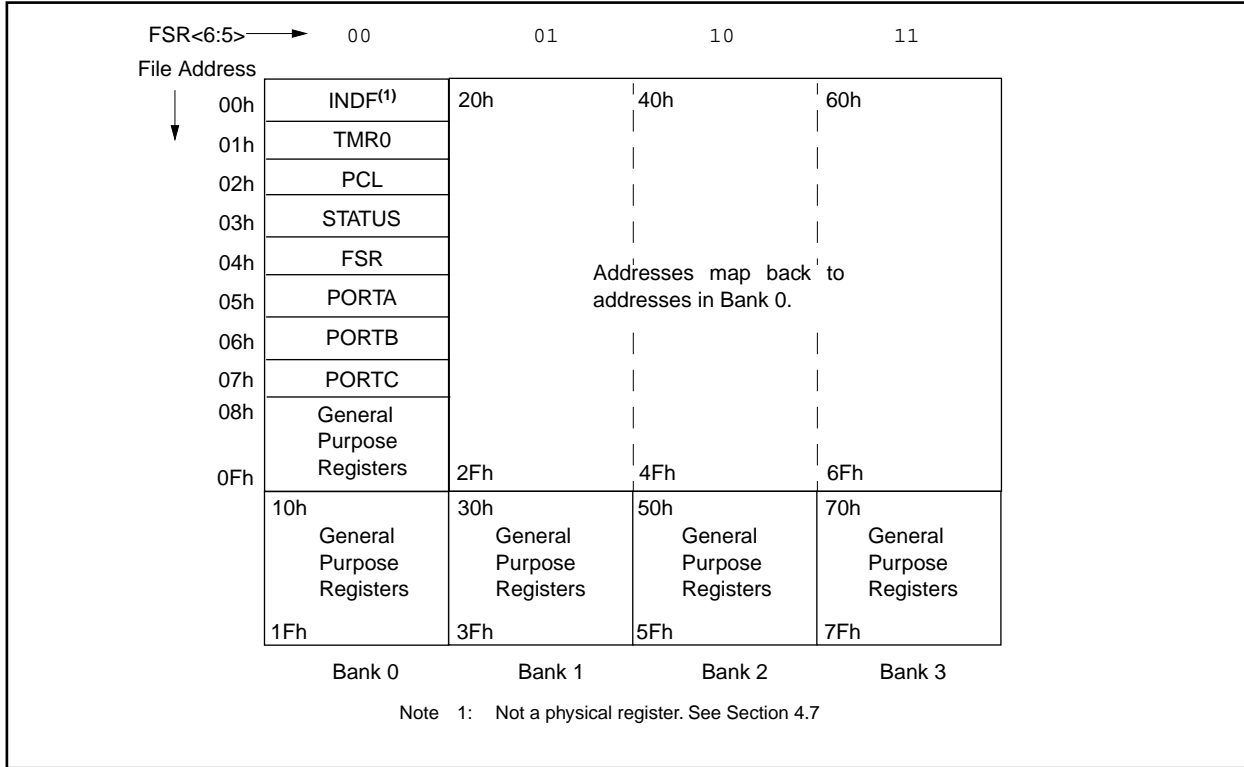 FSR<6:5> 00 01 10 11
File Address
00h INDF(1) 20h 40h 60h
01h TMR0
02h PCL
03h STATUS
04h FSR
Addresses map back to
addresses in Bank 0.
05h PORTA
06h PORTB
07h PORTC
08h General
Purpose
Registers
0Fh 2Fh 4Fh 6Fh
10h 30h 50h 70h
General General General General
Purpose Purpose Purpose Purpose
Registers Registers Registers Registers
1Fh 3Fh 5Fh 7Fh
Bank 0 Bank 1 Bank 2 Bank 3
Note 1: Not a physical register. See Section 4.7